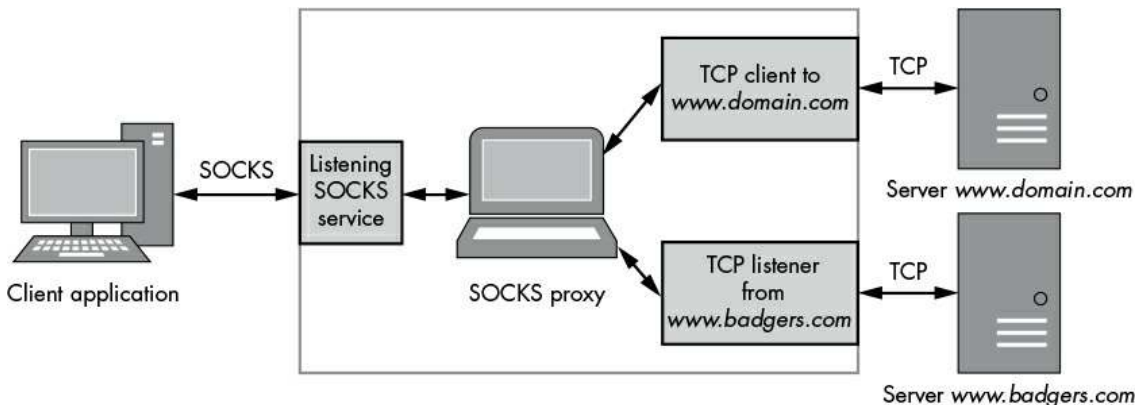 TCP client to
www.domain.com
TCP
Server www.domain.com
SOCKS
Listening
SOCKS
service
Client application
SOCKS proxy
TCP listener
from
www.badgers.com
TCP
Server www.badgers.com